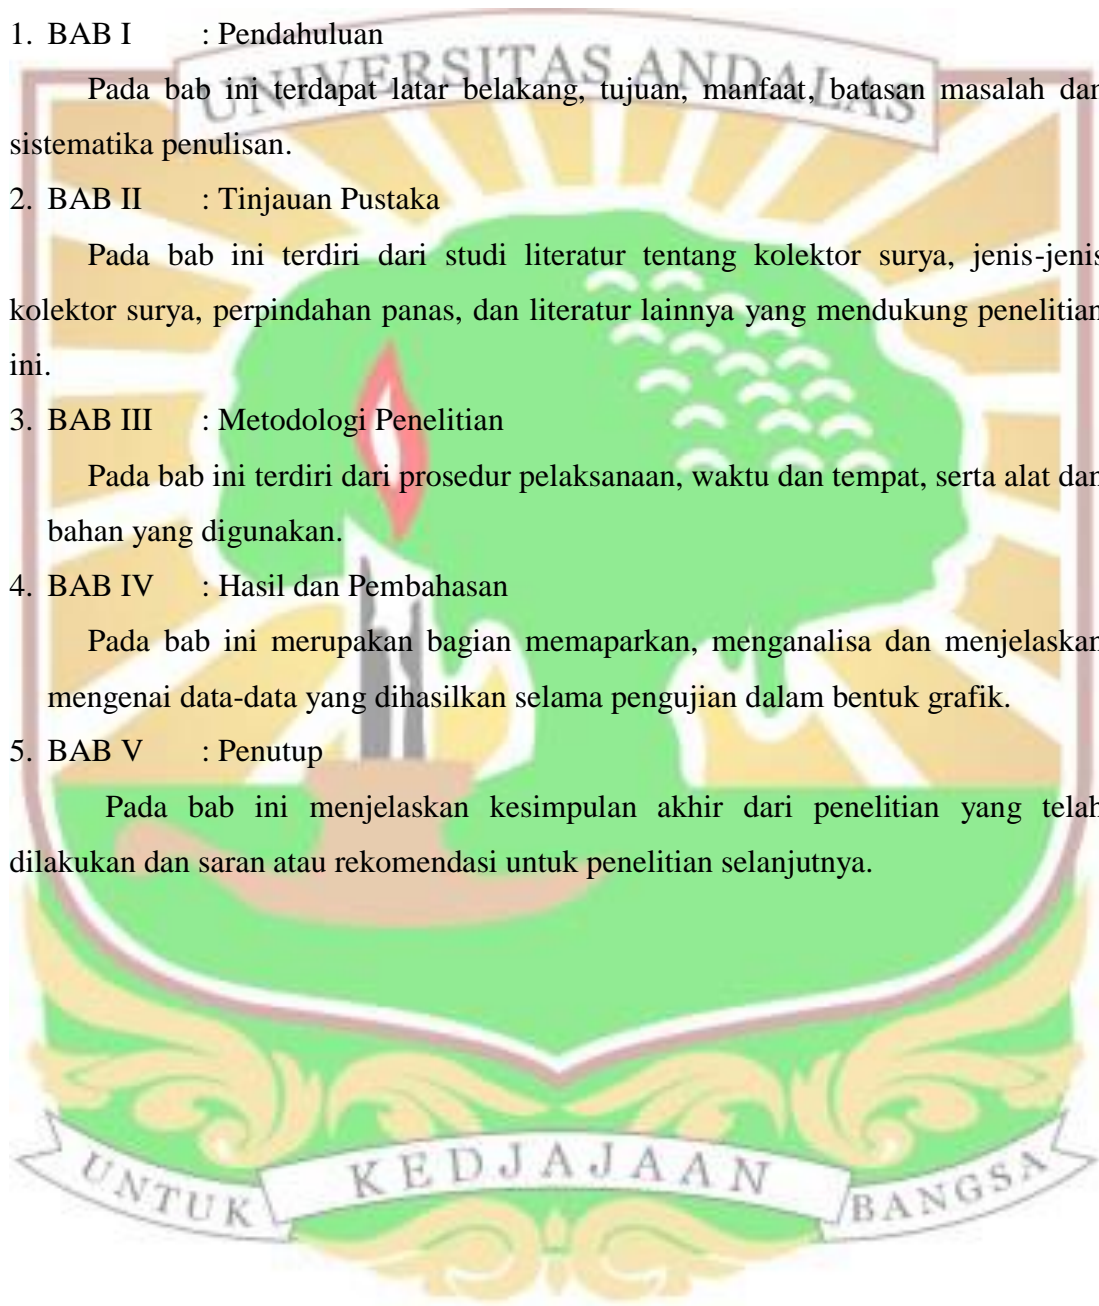 1. BAB I : Pendahuluan
UNIVERSITAS ANDALAS
Pada bab ini terdapat latar belakang, tujuan, manfaat, batasan masalah dan
sistematika penulisan.
2. BAB II : Tinjauan Pustaka
Pada bab ini terdiri dari studi literatur tentang kolektor surya, jenis-jenis
kolektor surya, perpindahan panas, dan literatur lainnya yang mendukung penelitian
ini.
3. BAB III : Metodologi Penelitian
Pada bab ini terdiri dari prosedur pelaksanaan, waktu dan tempat, serta alat dan
bahan yang digunakan.
4. BAB IV : Hasil dan Pembahasan
Pada bab ini merupakan bagian memaparkan, menganalisa dan menjelaskan
mengenai data-data yang dihasilkan selama pengujian dalam bentuk grafik.
5. BAB V : Penutup
Pada bab ini menjelaskan kesimpulan akhir dari penelitian yang telah
dilakukan dan saran atau rekomendasi untuk penelitian selanjutnya.
UNTUK KEDJAJAAN BANGSA